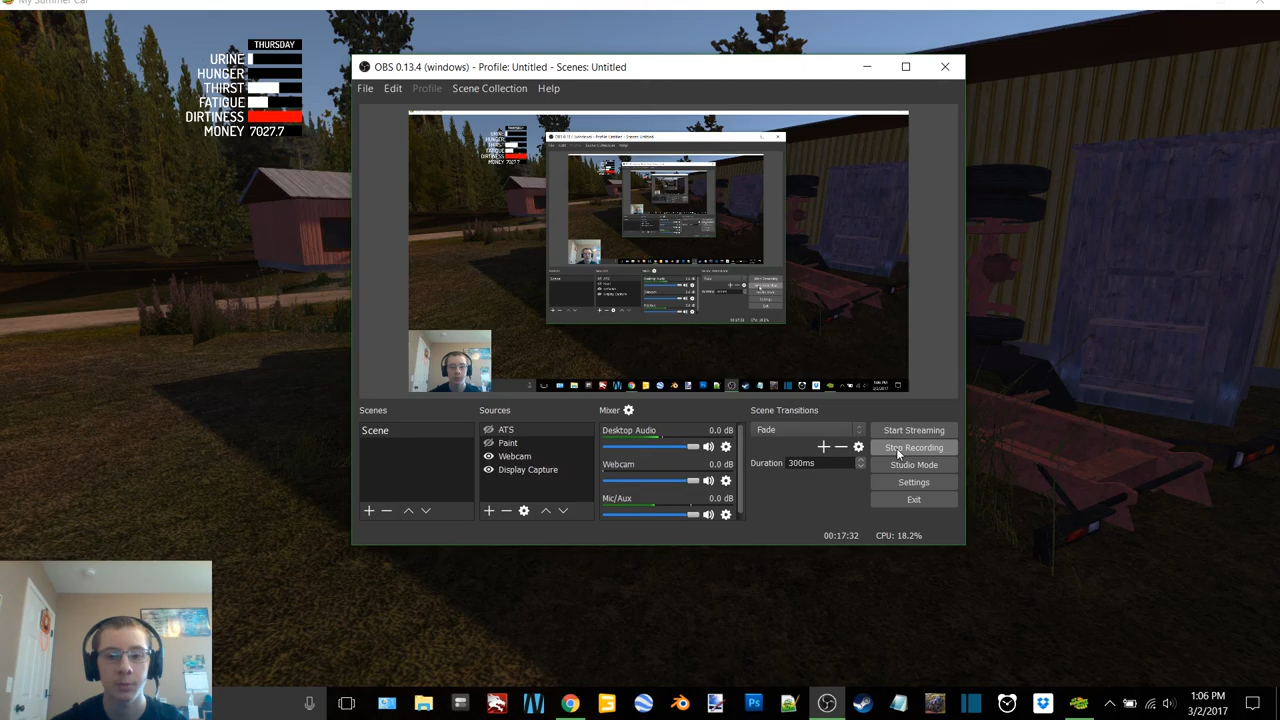 My Summer Car
THURSDAY
URINE
HUNGER
THIRST
FATIGUE
DIRTINESS
MONEY 7027.7
OBS 0.13.4 (windows) - Profile: Untitled - Scenes: Untitled
File Edit Profile Scene Collection Help
Scenes
Scene
Sources
ATS
Paint
Webcam
Display Capture
Mixer
Desktop Audio 0.0 dB
Webcam 0.0 dB
Mic/Aux 0.0 dB
Scene Transitions
Fade
Duration 300ms
Start Streaming
Stop Recording
Studio Mode
Settings
Exit
00:17:32 CPU: 18.2%
1:06 PM
3/2/2017